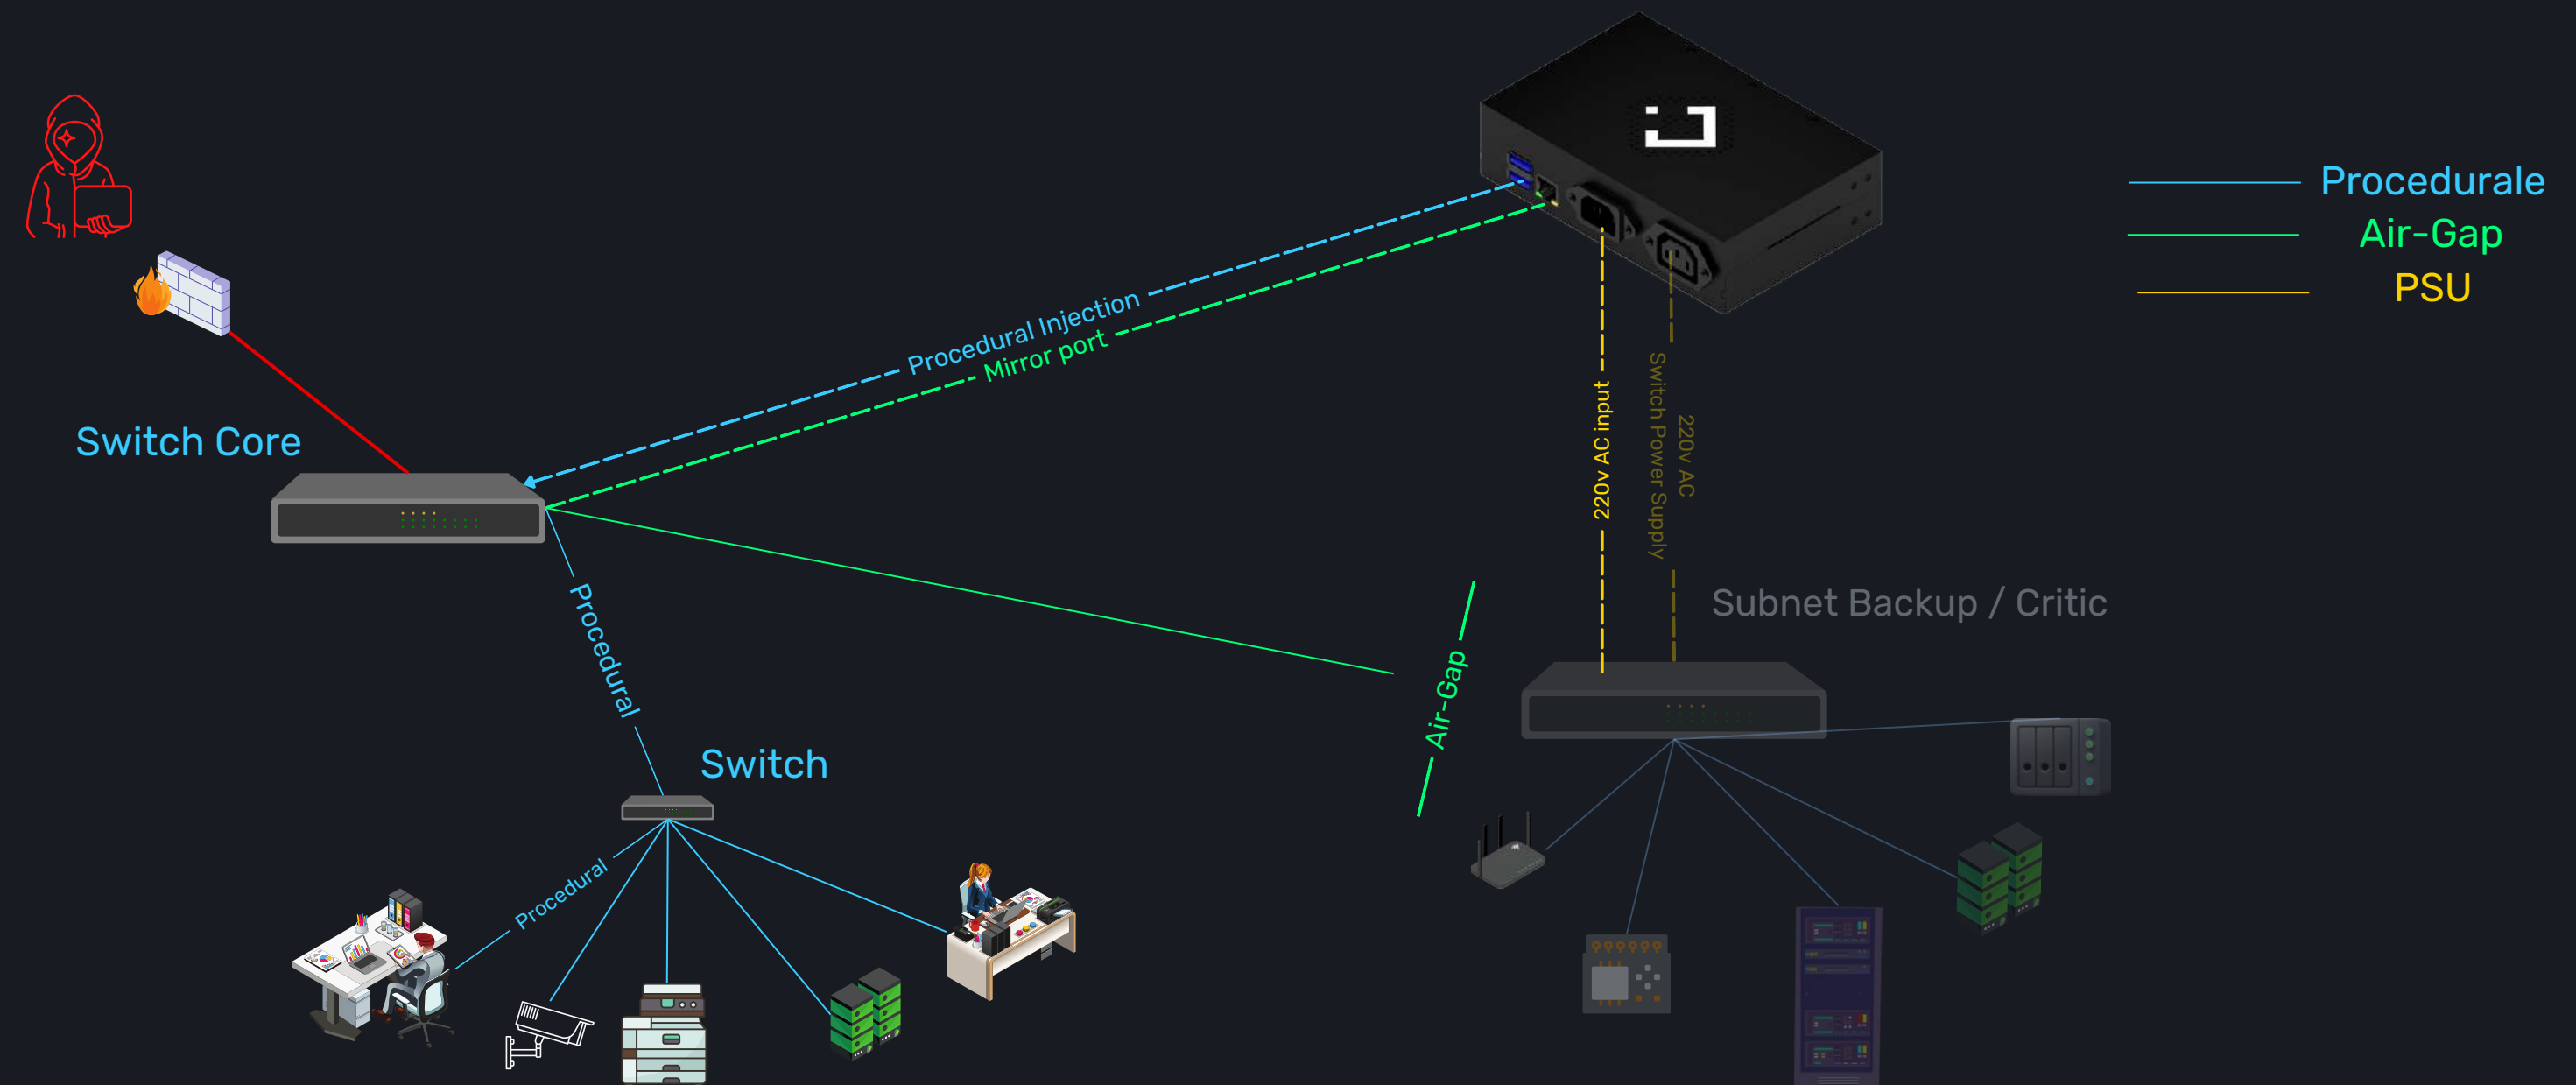 Procedurale
Air-Gap
PSU
Procedural Injection
Mirror port
Switch Core
220v AC input
Switch Power Supply
220v AC
Subnet Backup / Critic
Procedural
Air-Gap
Switch
Procedural